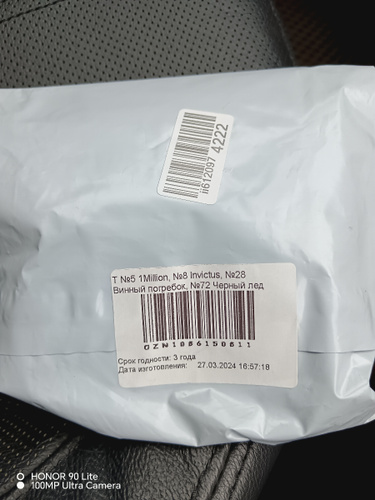 ii612097 4222
Т №5 1Million, №8 Invictus, №28
Винный погребок, №72 Черный лед
OZN1086150611
Срок годности: 3 года
Дата изготовления: 27.03.2024 16:57:18
HONOR 90 Lite
100MP Ultra Camera